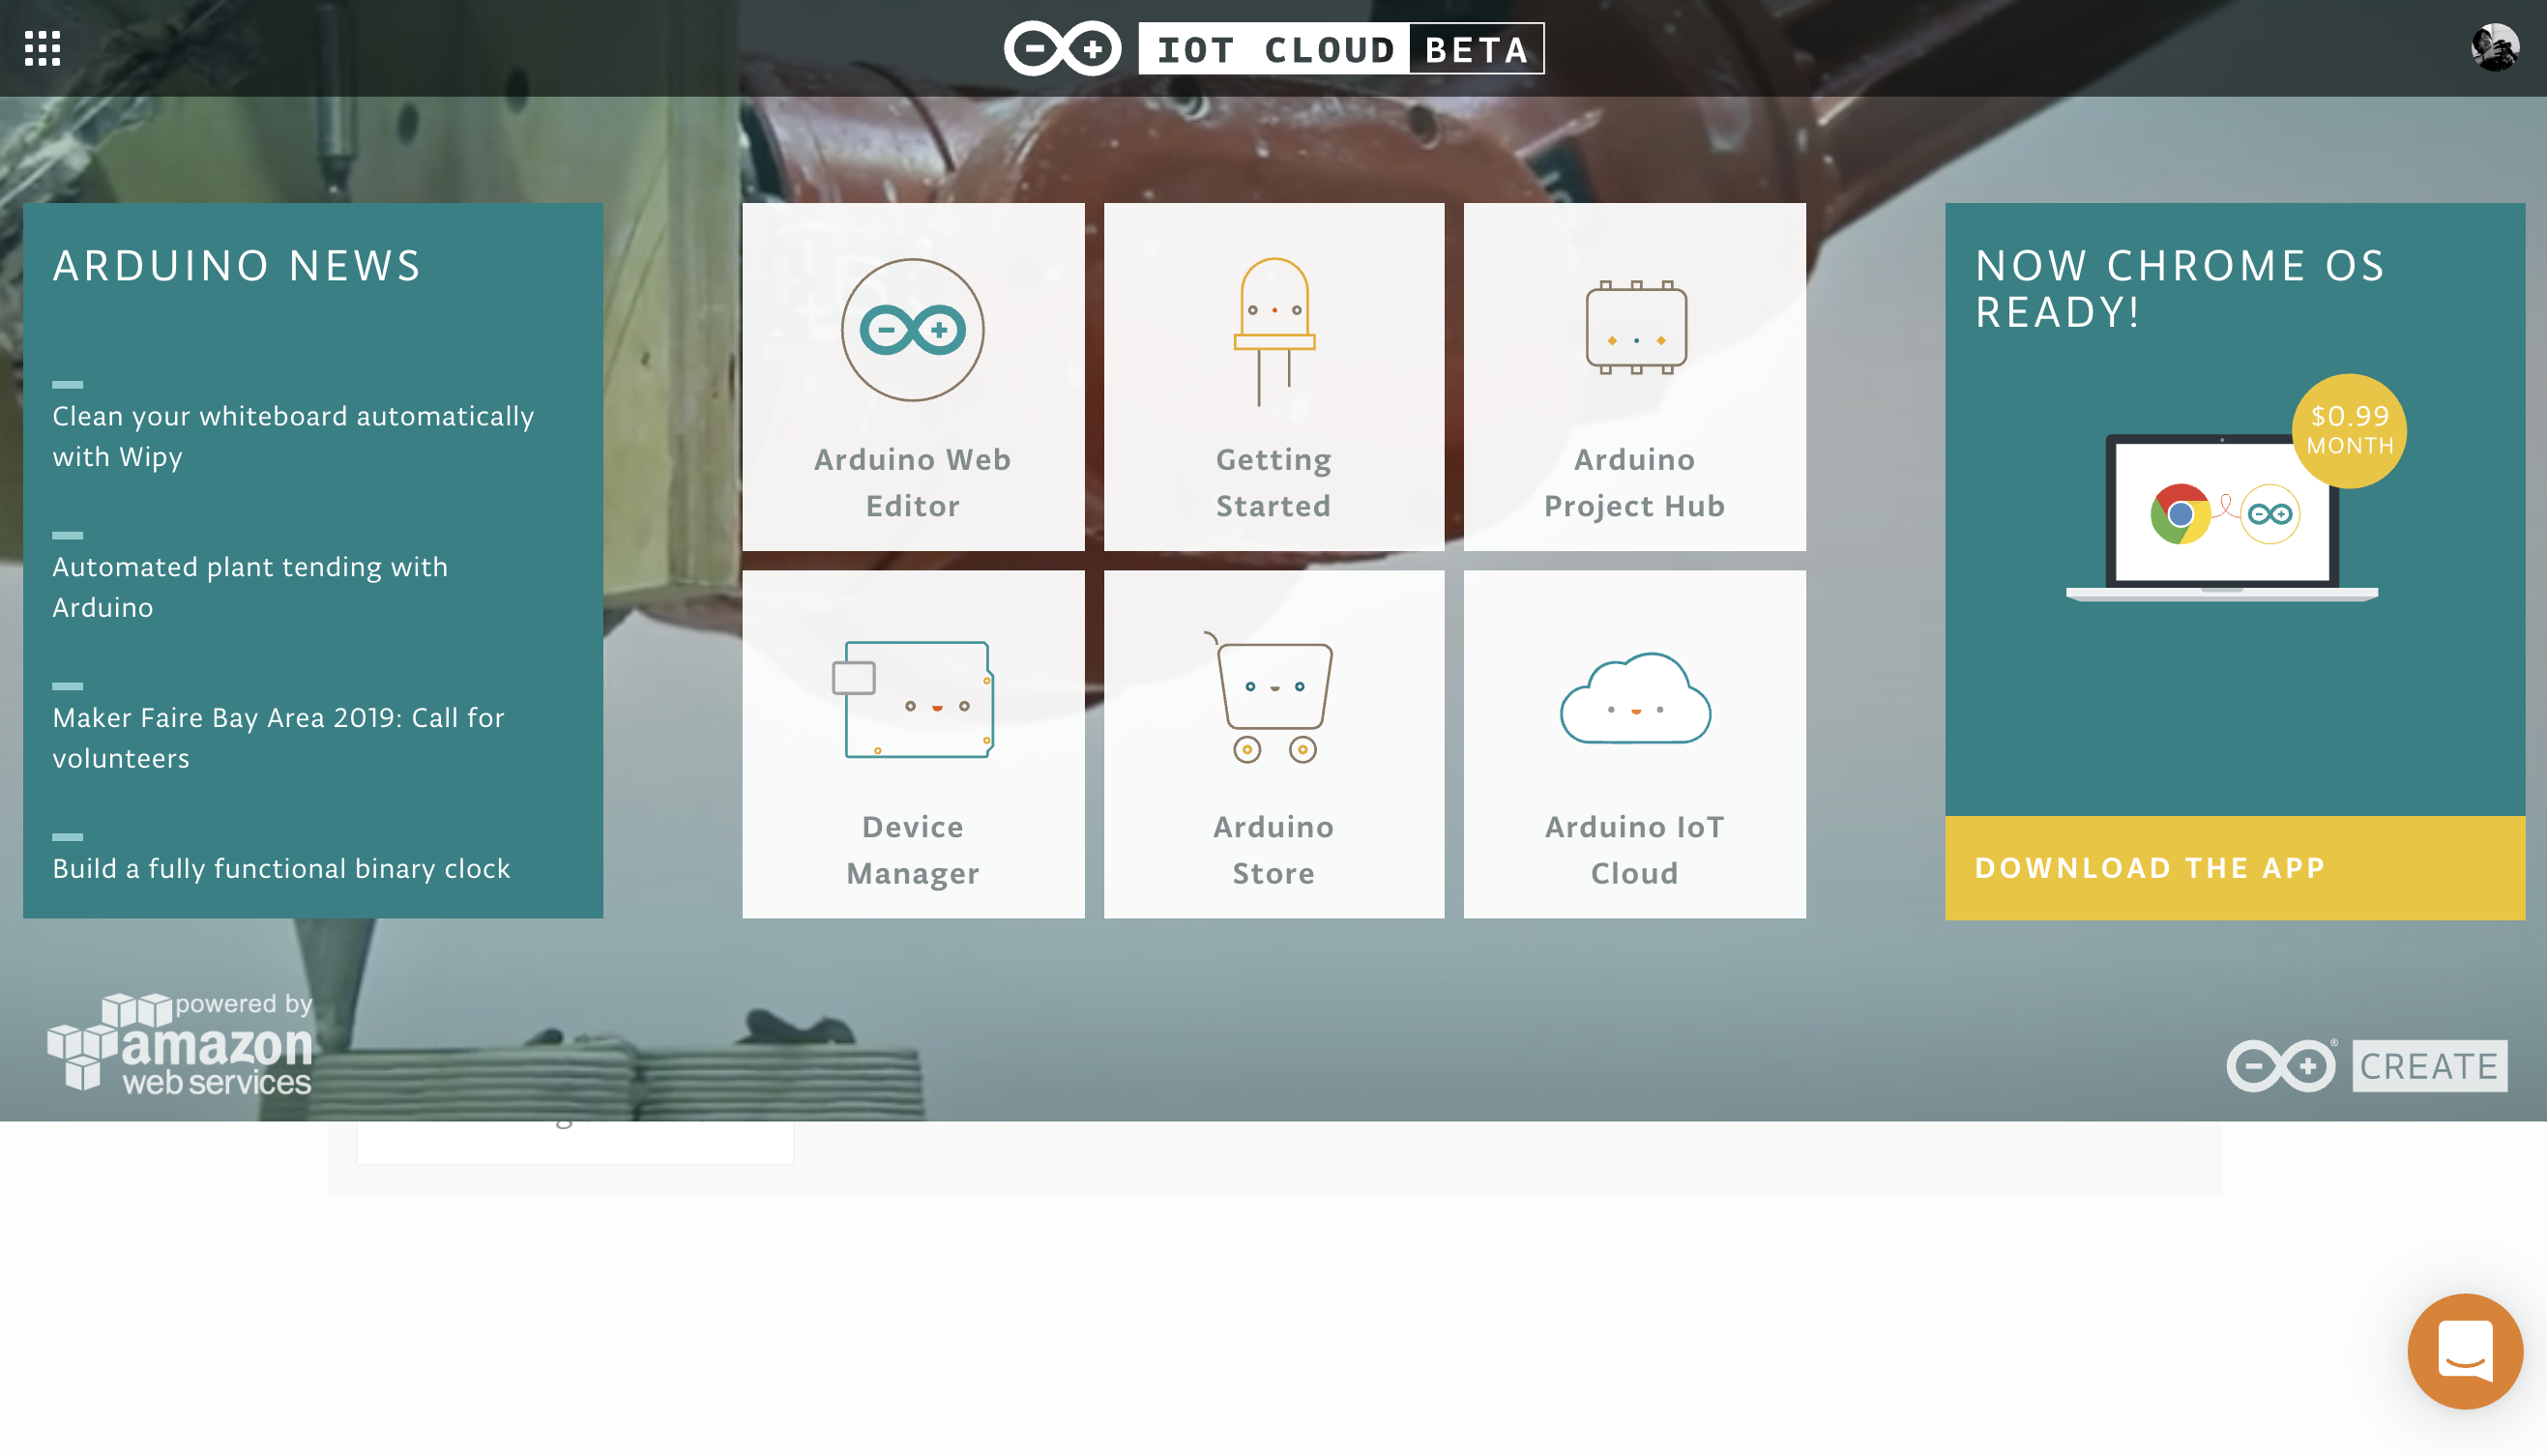 IOT CLOUD BETA
ARDUINO NEWS
Clean your whiteboard automatically
with Wipy
Automated plant tending with
Arduino
Maker Faire Bay Area 2019: Call for
volunteers
Build a fully functional binary clock
Arduino Web
Editor
Getting
Started
Arduino
Project Hub
Device
Manager
Arduino
Store
Arduino IoT
Cloud
NOW CHROME OS
READY!
$0.99
MONTH
DOWNLOAD THE APP
powered by
amazon
web services
® CREATE